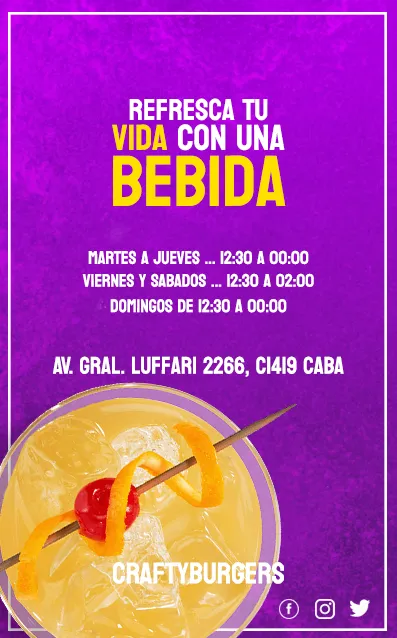 REFRESCA TU
VIDA CON UNA
BEBIDA
MARTES A JUEVES ... 12:30 A 00:00
VIERNES Y SABADOS ... 12:30 A 02:00
DOMINGOS DE 12:30 A 00:00
AV. GRAL. LUFFARI 2266, C1419 CABA
CRAFTYBURGERS